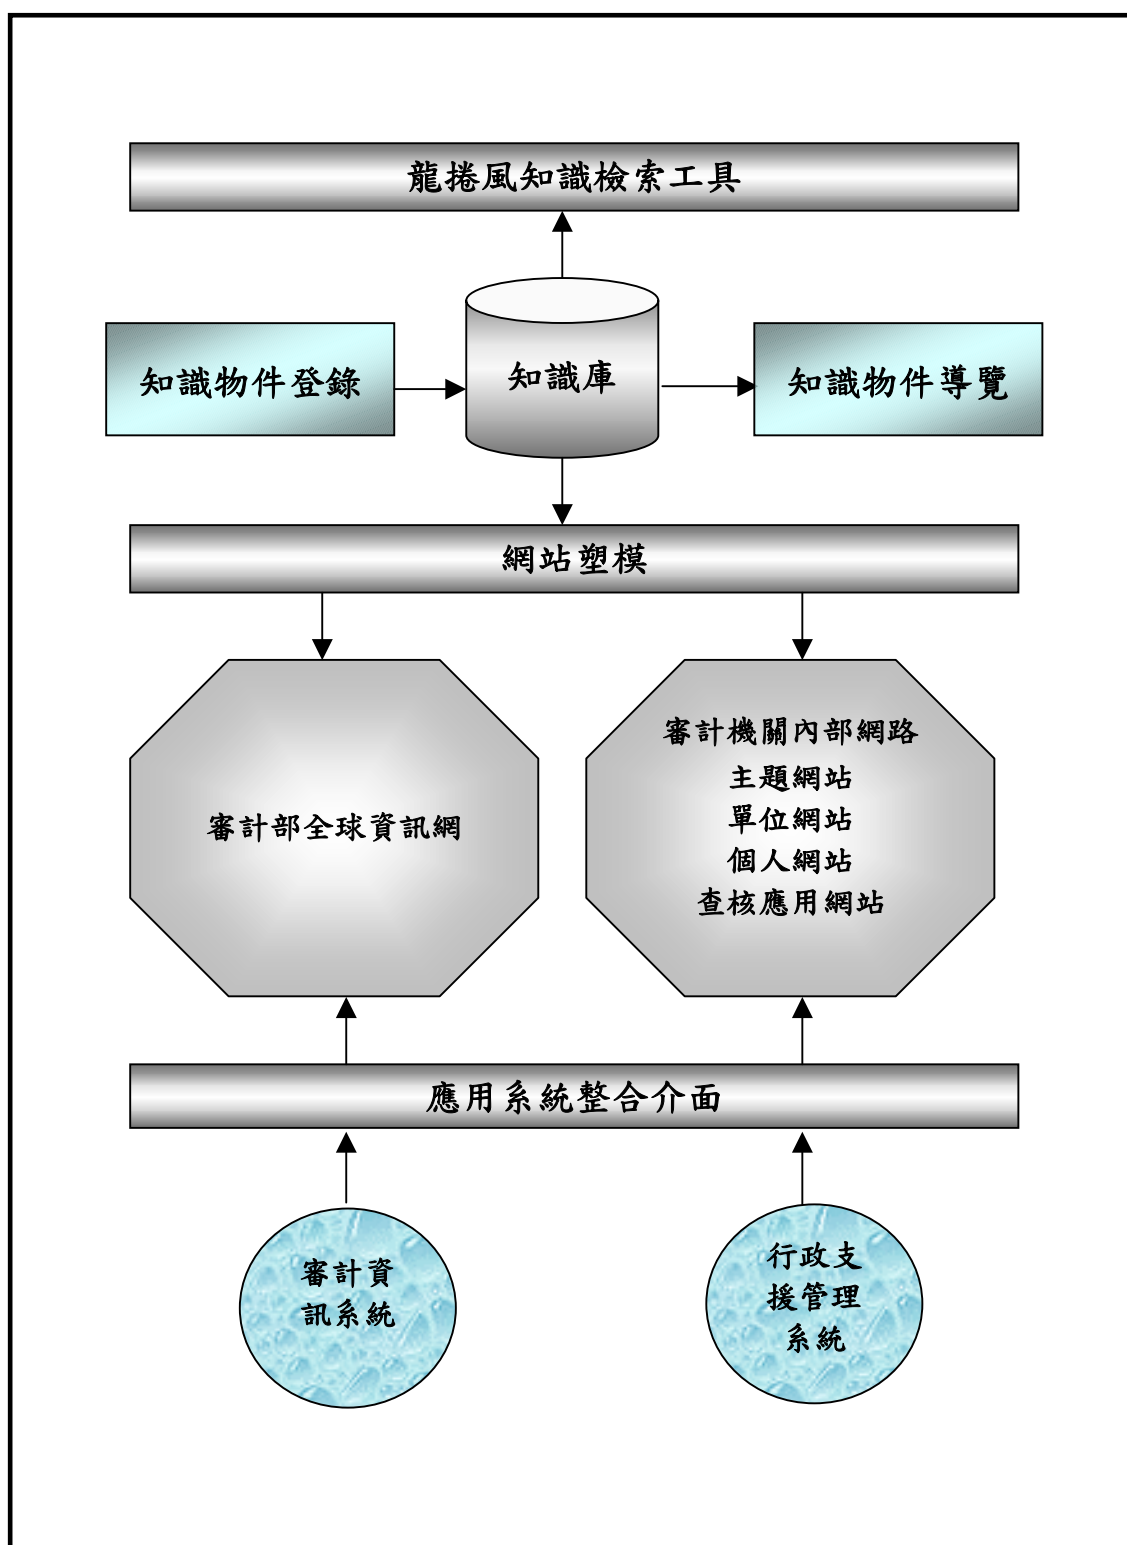 龍捲風知識檢索工具
知識物件登錄
知識庫
知識物件導覽
網站塑模
審計部全球資訊網
審計機關內部網路
主題網站
單位網站
個人網站
查核應用網站
應用系統整合介面
審計資
訊系統
行政支
援管理
系統